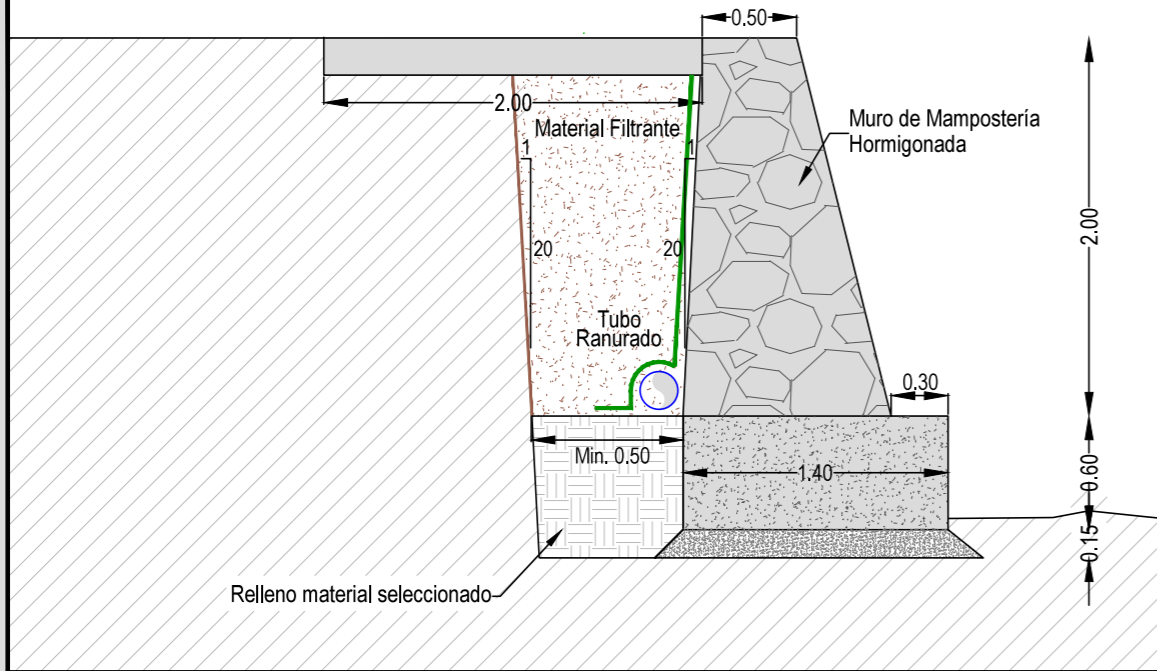 0.50
2.00
Material Filtrante
1
1
Muro de Mampostería
Hormigonada
2.00
20
20
Tubo
Ranurado
0.30
Min. 0.50
1.40
0.60
0.15
Relleno material seleccionado